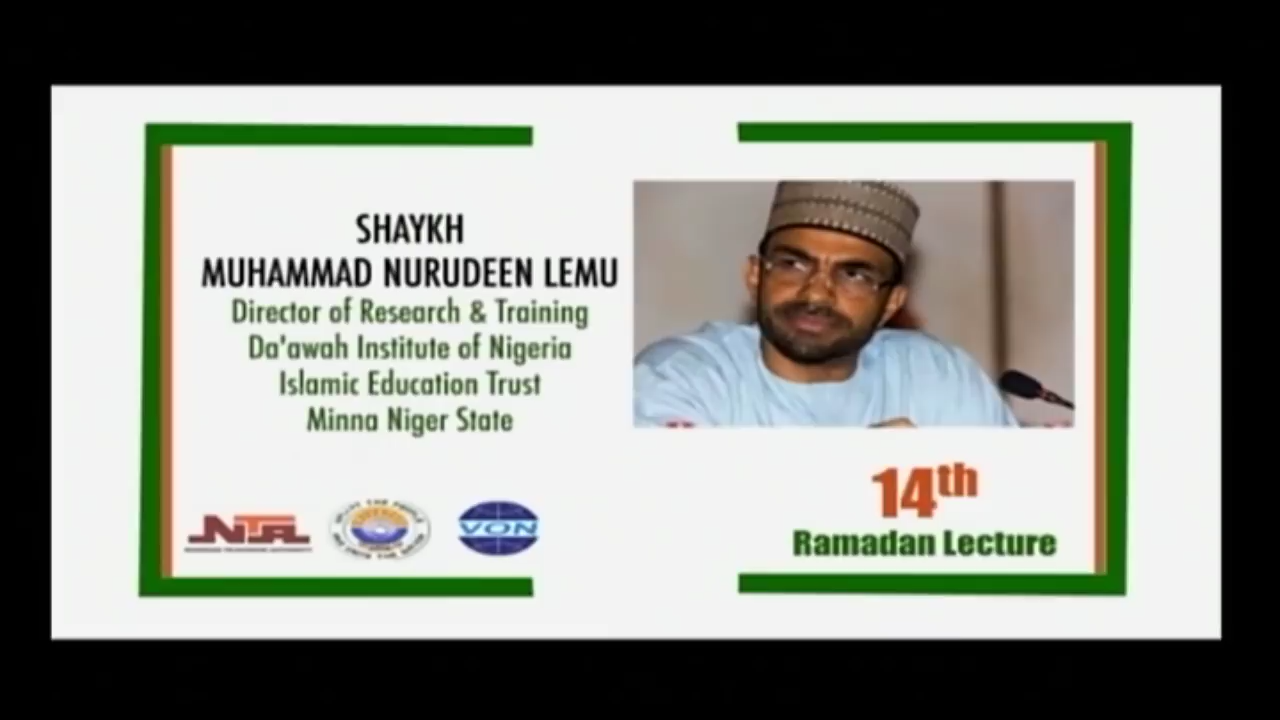 SHAYKH
MUHAMMAD NURUDEEN LEMU
Director of Research & Training
Da'awah Institute of Nigeria
Islamic Education Trust
Minna Niger State
NTA
VON
14th
Ramadan Lecture